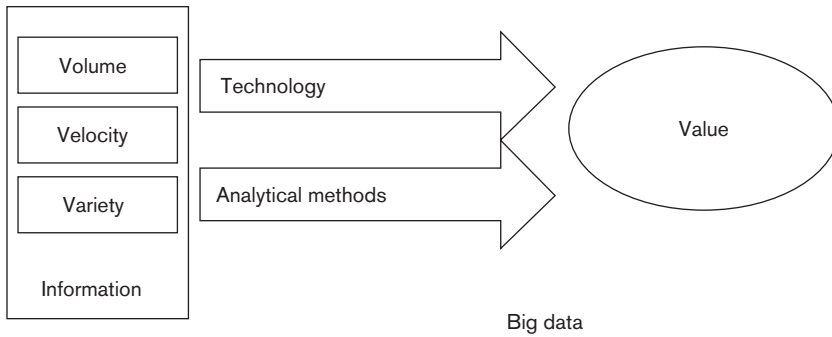 Volume
Velocity
Variety
Information
Technology
Analytical methods
Value
Big data